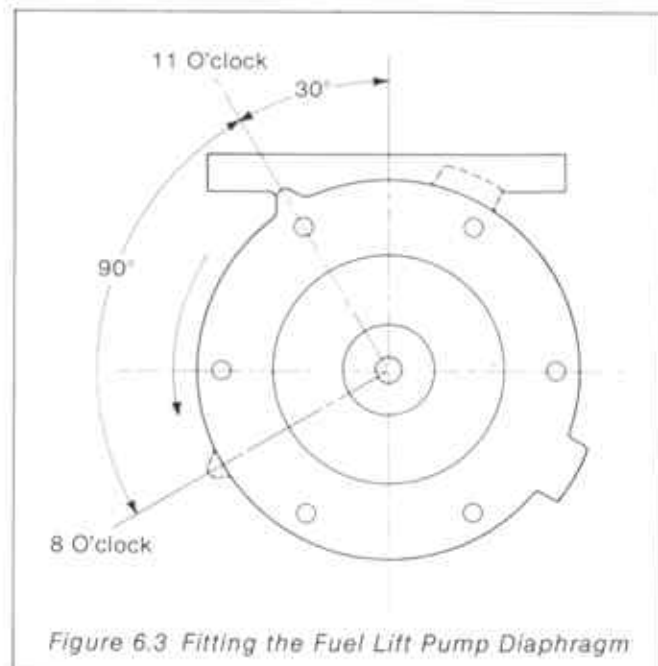 11 O'clock
30°
90°
8 O'clock
Figure 6.3 Fitting the Fuel Lift Pump Diaphragm